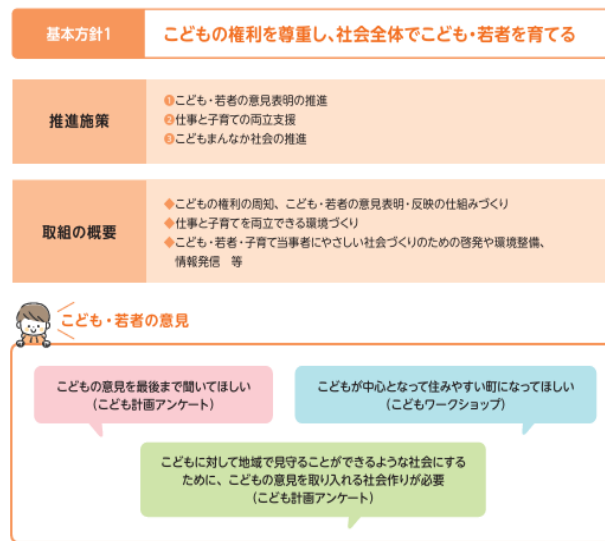 基本方針1
こどもの権利を尊重し、社会全体でこども・若者を育てる
推進施策
❶こども・若者の意見表明の推進
❷仕事と子育ての両立支援
❸こどもまんなか社会の推進
取組の概要
◆こどもの権利の周知、こども・若者の意見表明・反映の仕組みづくり
◆仕事と子育てを両立できる環境づくり
◆こども・若者・子育て当事者にやさしい社会づくりのための啓発や環境整備、
情報発信　等
こども・若者の意見
こどもの意見を最後まで聞いてほしい
(こども計画アンケート)
こどもが中心となって住みやすい町になってほしい
(こどもワークショップ)
こどもに対して地域で見守ることができるような社会にする
ために、こどもの意見を取り入れる社会作りが必要
(こども計画アンケート)